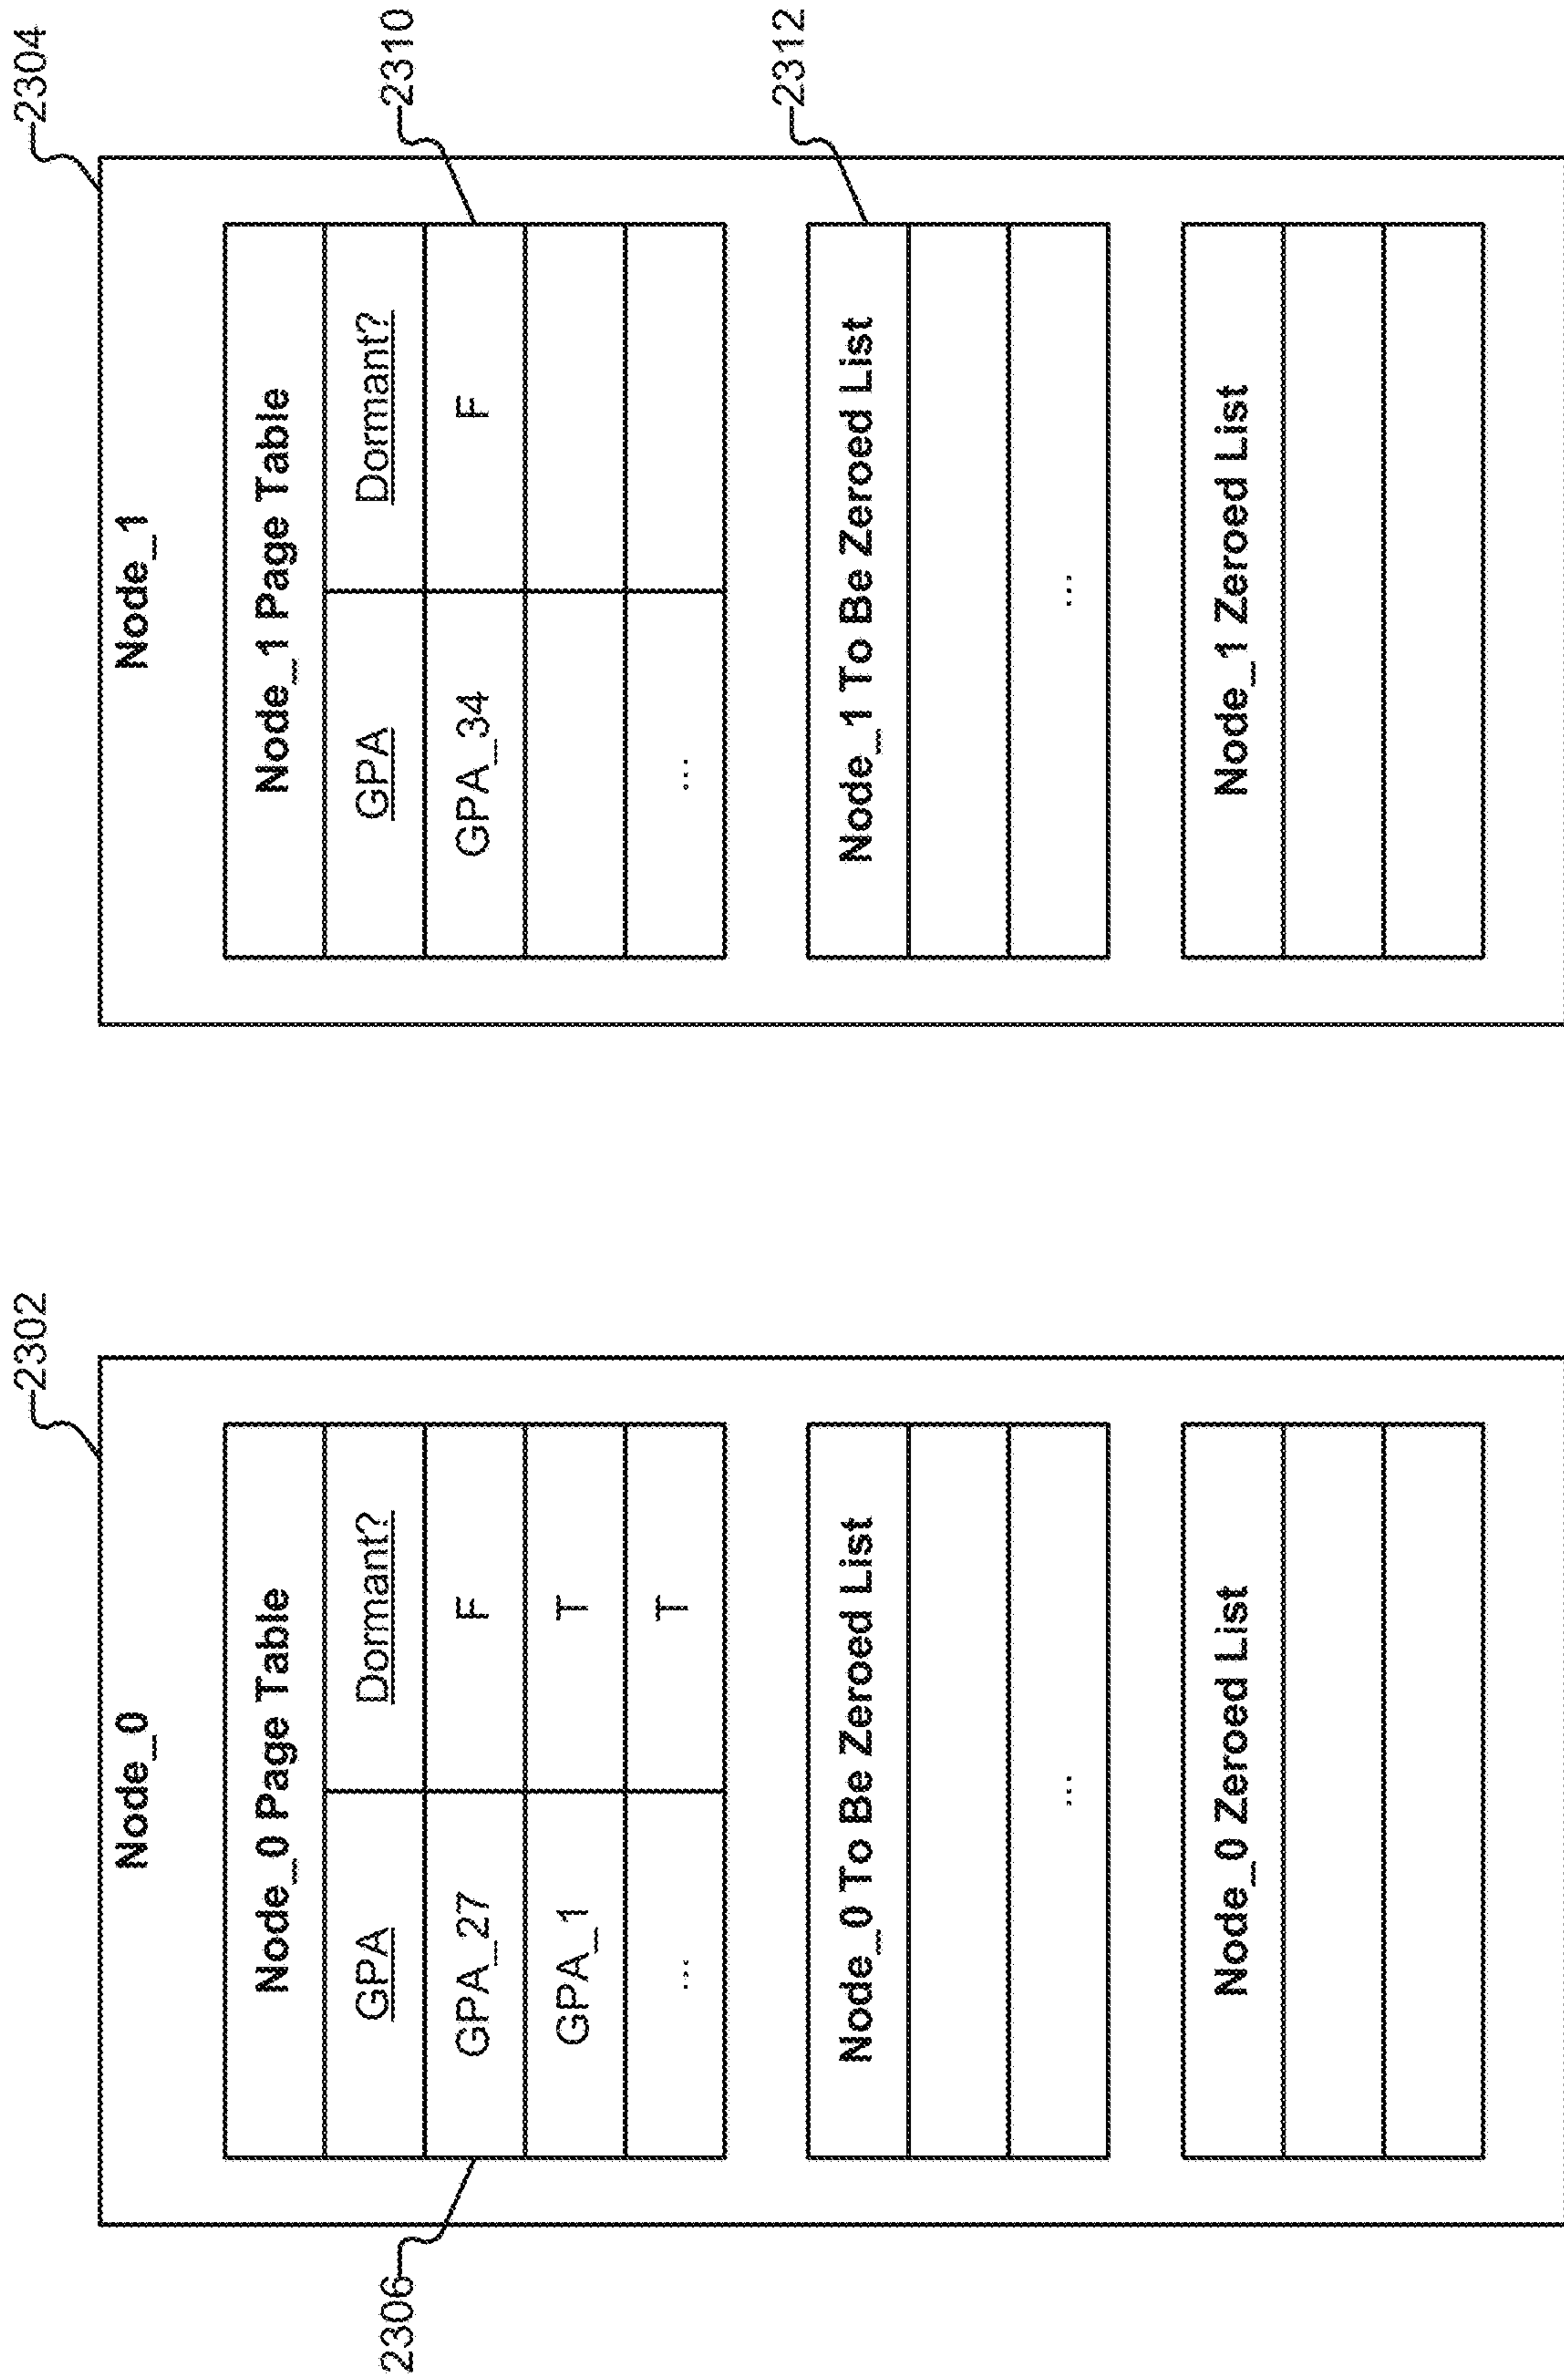 2302
Node_0
Node_0 Page Table
GPA Dormant?
2306
GPA_27 F
GPA_1 T
... T
Node_0 To Be Zeroed List
...
Node_0 Zeroed List
2304
Node_1
Node_1 Page Table
GPA Dormant?
2310
GPA_34 F
...
2312
Node_1 To Be Zeroed List
...
Node_1 Zeroed List